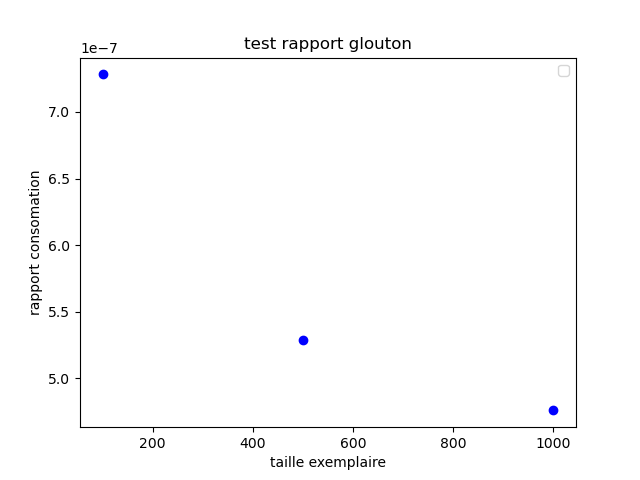 test rapport glouton
1e−7
7.0
6.5
6.0
5.5
5.0
rapport consomation
200 400 600 800 1000
taille exemplaire